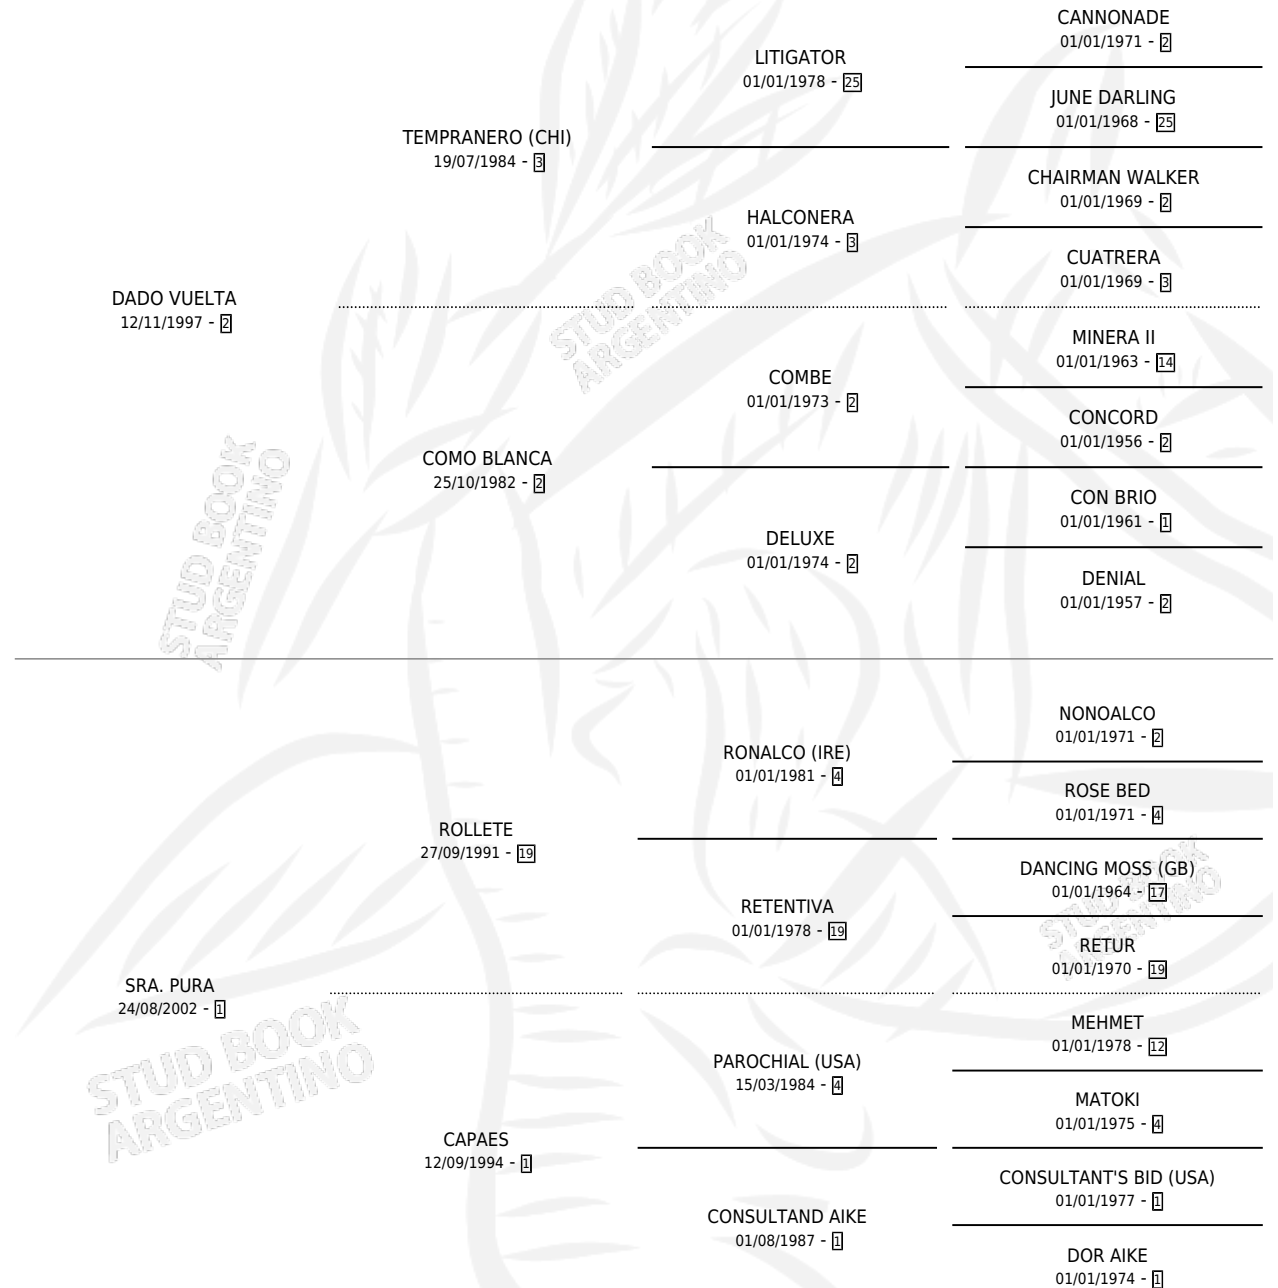 CANNONADE
01/01/1971 - 2
LITIGATOR
01/01/1978 - 25
JUNE DARLING
01/01/1968 - 25
TEMPRANERO (CHI)
19/07/1984 - 3
CHAIRMAN WALKER
01/01/1969 - 2
HALCONERA
01/01/1974 - 3
CUATRERA
01/01/1969 - 3
DADO VUELTA
12/11/1997 - 2
MINERA II
01/01/1963 - 14
COMBE
01/01/1973 - 2
CONCORD
01/01/1956 - 2
COMO BLANCA
25/10/1982 - 2
CON BRIO
01/01/1961 - 1
DELUXE
01/01/1974 - 2
DENIAL
01/01/1957 - 2
STUD BOOK
ARGENTINO
STUD BOOK
ARGENTINO
NONOALCO
01/01/1971 - 2
RONALCO (IRE)
01/01/1981 - 4
ROSE BED
01/01/1971 - 4
ROLLETE
27/09/1991 - 19
DANCING MOSS (GB)
01/01/1964 - 17
RETENTIVA
01/01/1978 - 19
RETUR
01/01/1970 - 19
SRA. PURA
24/08/2002 - 1
MEHMET
01/01/1978 - 12
PAROCHIAL (USA)
15/03/1984 - 4
MATOKI
01/01/1975 - 4
CAPAES
12/09/1994 - 1
CONSULTANT'S BID (USA)
01/01/1977 - 1
CONSULTAND AIKE
01/08/1987 - 1
DOR AIKE
01/01/1974 - 1
STUD BOOK
ARGENTINO
STUD BOOK
ARGENTINO